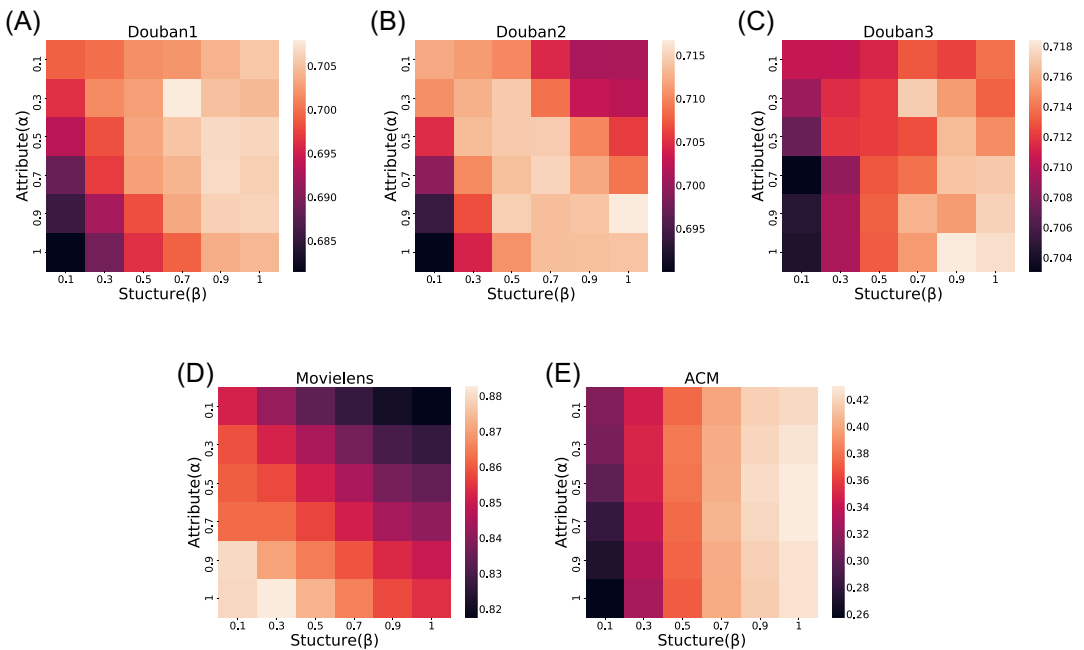 (A)
Douban1
0.1
0.3
0.5
0.7
0.9
1
Attribute(α)
0.1 0.3 0.5 0.7 0.9 1
Stucture(β)
0.705
0.700
0.695
0.690
0.685
(B)
Douban2
0.1
0.3
0.5
0.7
0.9
1
Attribute(α)
0.1 0.3 0.5 0.7 0.9 1
Stucture(β)
0.715
0.710
0.705
0.700
0.695
(C)
Douban3
0.1
0.3
0.5
0.7
0.9
1
Attribute(α)
0.1 0.3 0.5 0.7 0.9 1
Stucture(β)
0.718
0.716
0.714
0.712
0.710
0.708
0.706
0.704
(D)
Movielens
0.1
0.3
0.5
0.7
0.9
1
Attribute(α)
0.1 0.3 0.5 0.7 0.9 1
Stucture(β)
0.88
0.87
0.86
0.85
0.84
0.83
0.82
(E)
ACM
0.1
0.3
0.5
0.7
0.9
1
Attribute(α)
0.1 0.3 0.5 0.7 0.9 1
Stucture(β)
0.42
0.40
0.38
0.36
0.34
0.32
0.30
0.28
0.26